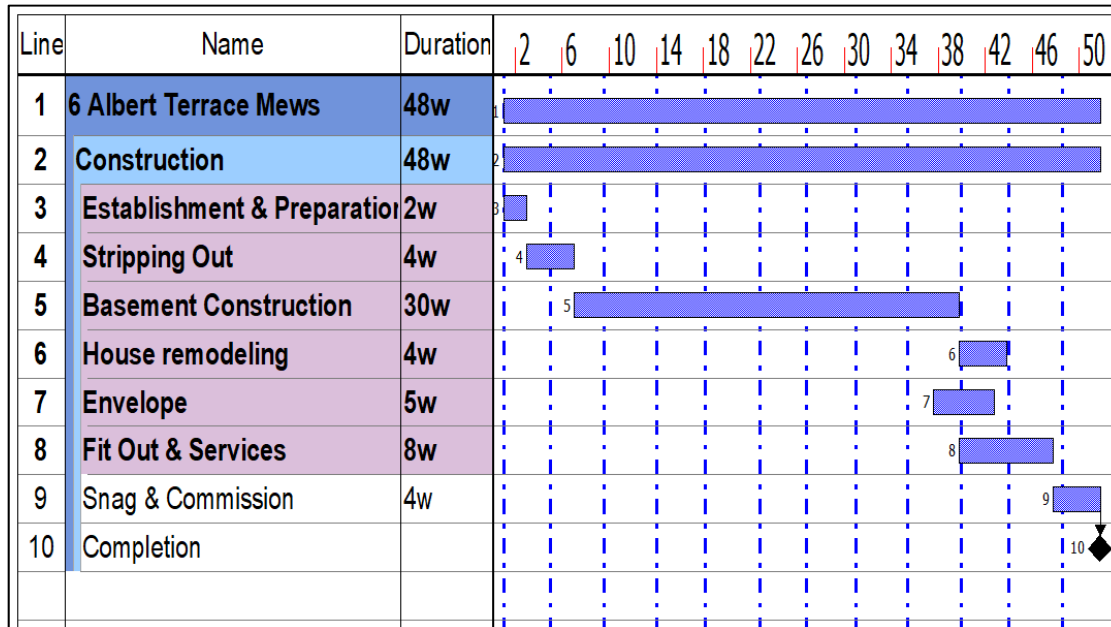 Line Name Duration 2 6 10 14 18 22 26 30 34 38 42 46 50
1 6 Albert Terrace Mews 48w 1
2 Construction 48w 2
3 Establishment & Preparation 2w 3
4 Stripping Out 4w 4
5 Basement Construction 30w 5
6 House remodeling 4w 6
7 Envelope 5w 7
8 Fit Out & Services 8w 8
9 Snag & Commission 4w 9
10 Completion 10